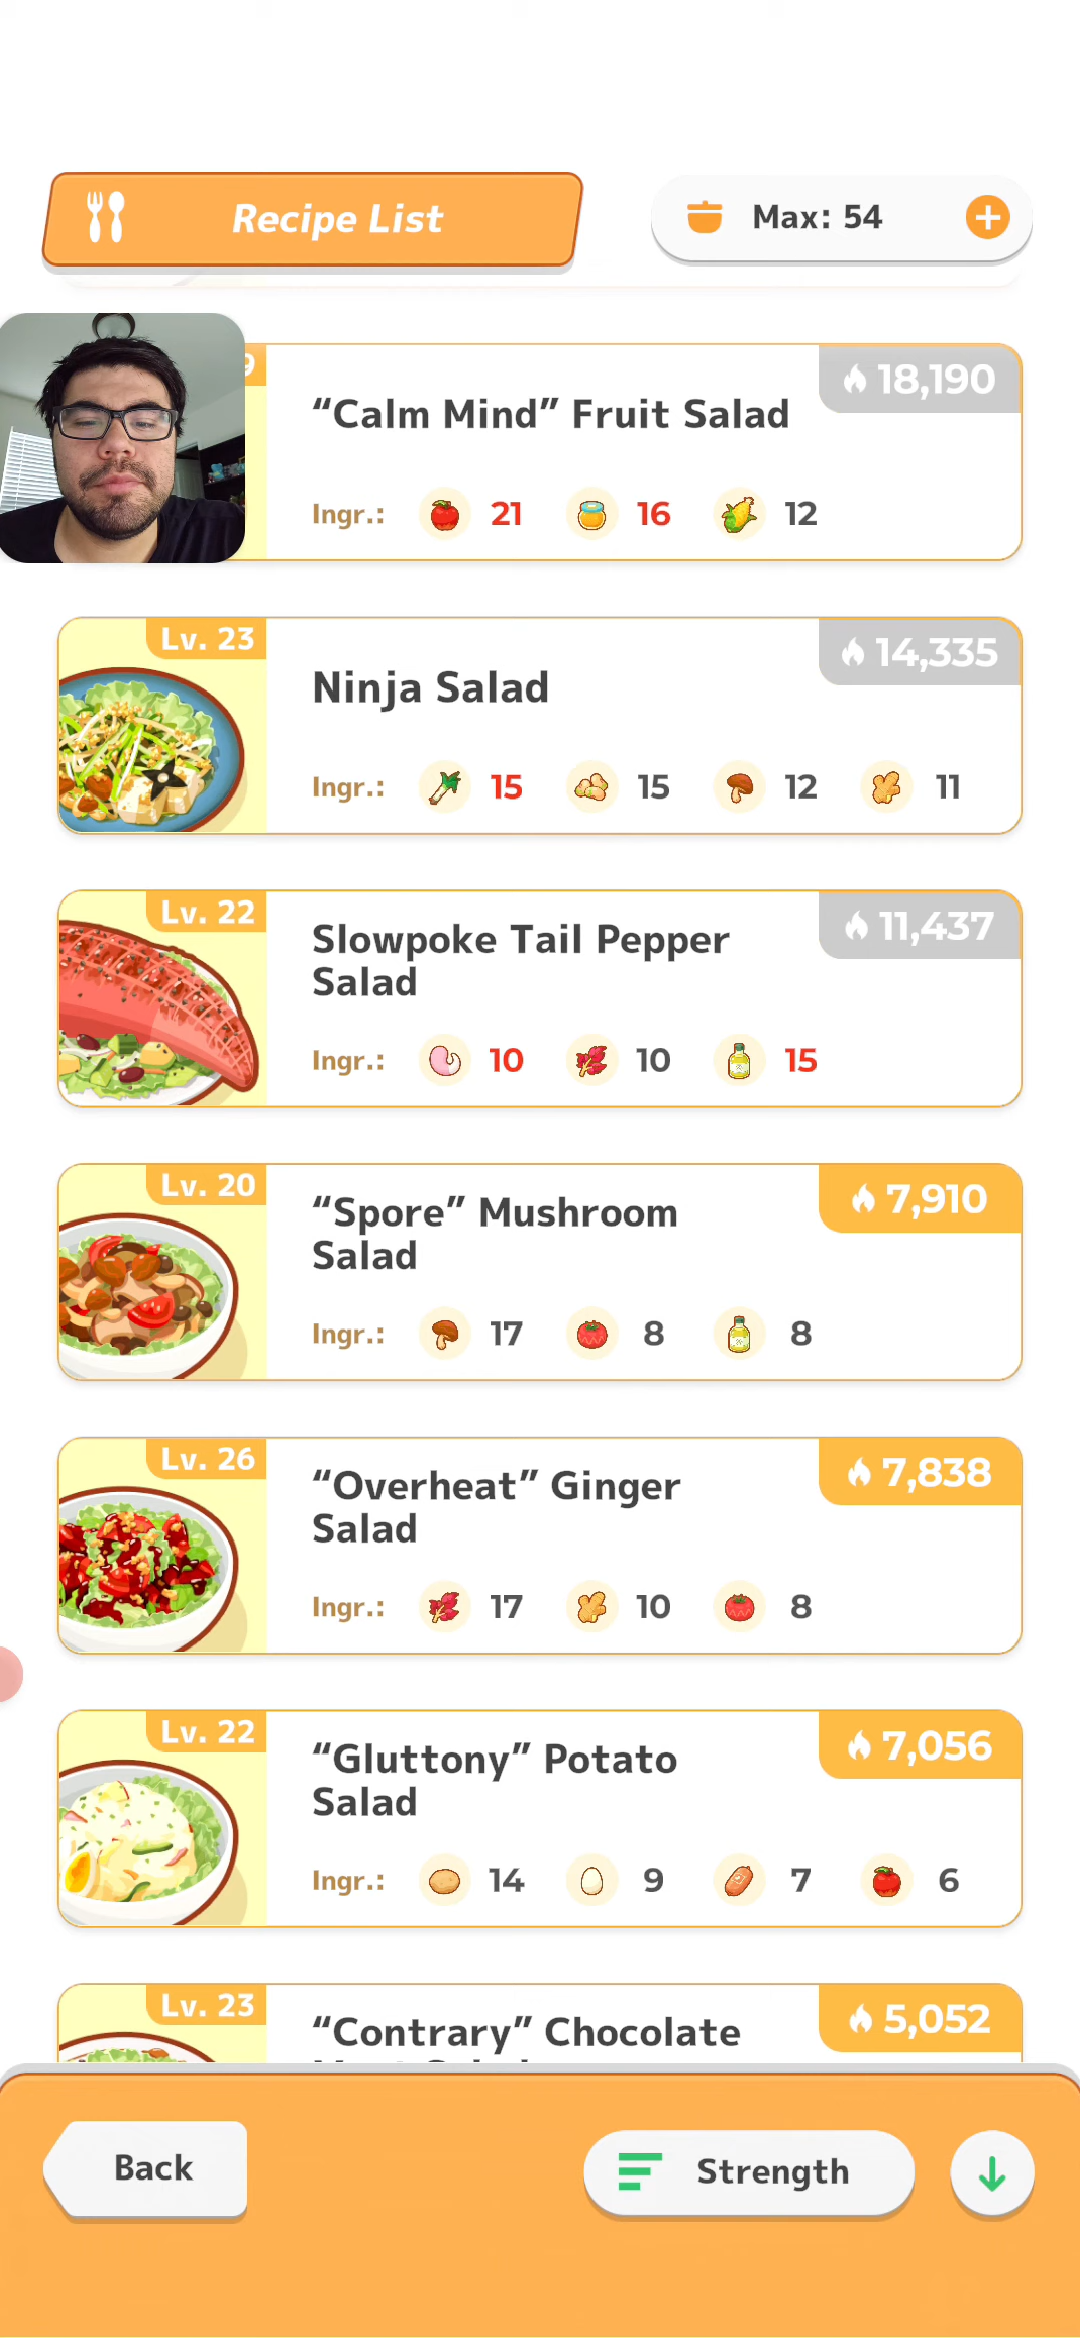 Recipe List
Max: 54
9
18,190
“Calm Mind” Fruit Salad
Ingr.: 21 16 12
Lv. 23
14,335
Ninja Salad
Ingr.: 15 15 12 11
Lv. 22
11,437
Slowpoke Tail Pepper
Salad
Ingr.: 10 10 15
Lv. 20
7,910
“Spore” Mushroom
Salad
Ingr.: 17 8 8
Lv. 26
7,838
“Overheat” Ginger
Salad
Ingr.: 17 10 8
Lv. 22
7,056
“Gluttony” Potato
Salad
Ingr.: 14 9 7 6
Lv. 23
5,052
“Contrary” Chocolate
Back
Strength